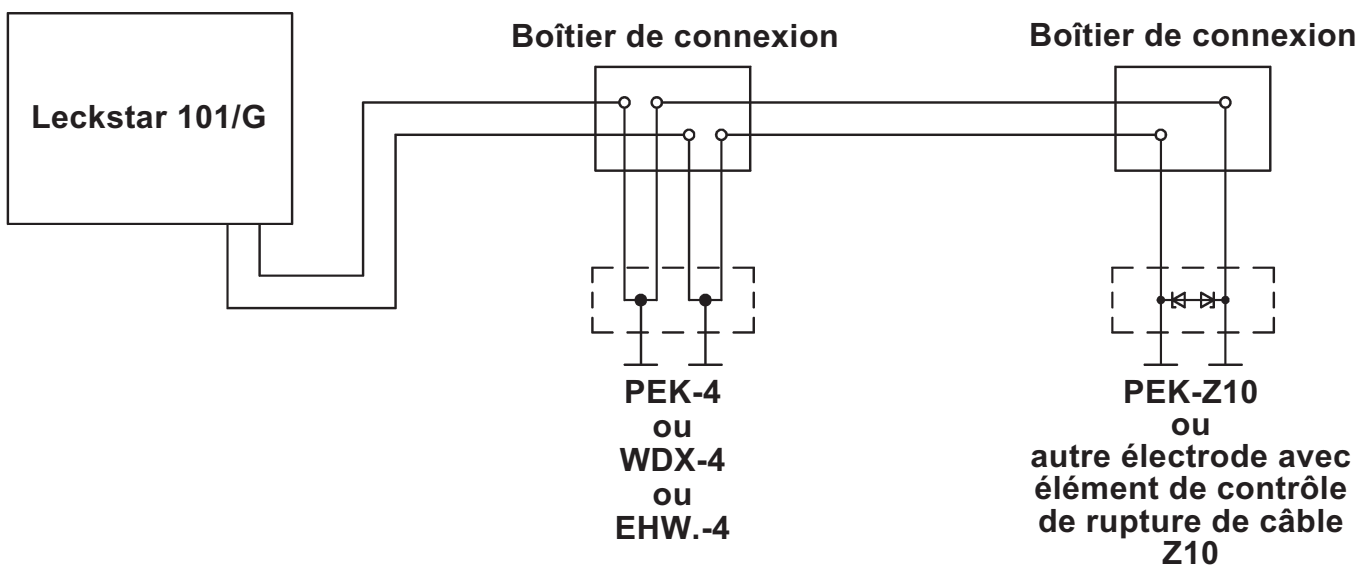 Boîtier de connexion
Boîtier de connexion
Leckstar 101/G
PEK-4
ou
WDX-4
ou
EHW.-4
PEK-Z10
ou
autre électrode avec
élément de contrôle
de rupture de câble
Z10